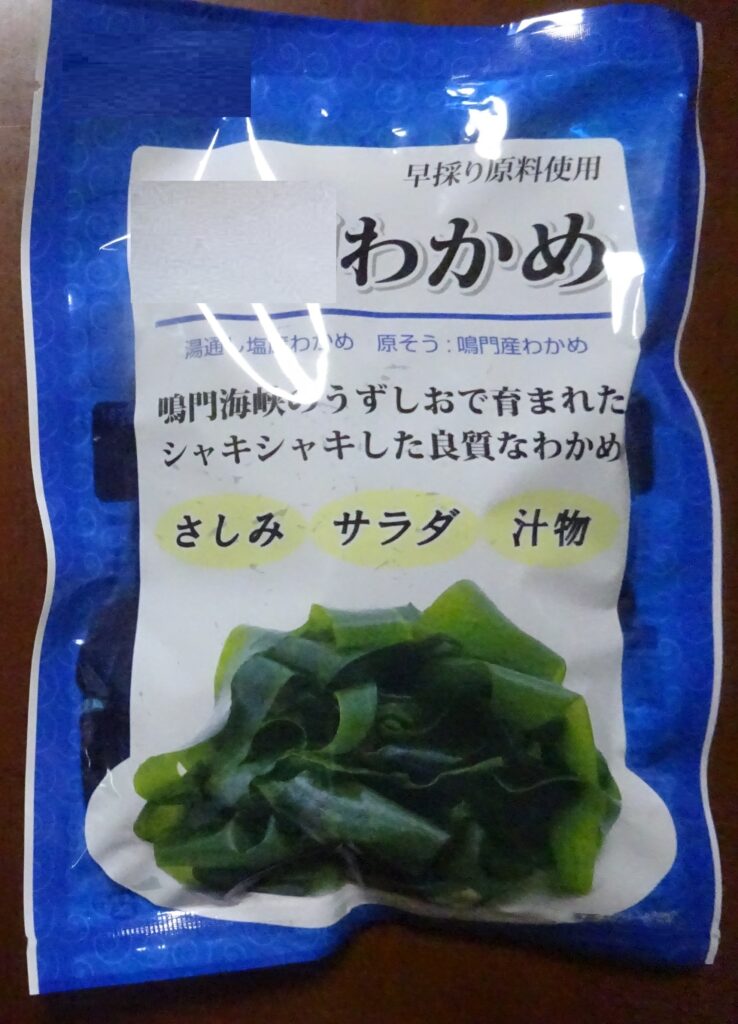 早採り原料使用
わかめ
湯通し塩蔵わかめ　原そう：鳴門産わかめ
鳴門海峡のうずしおで育まれた
シャキシャキした良質なわかめ
さしみ　サラダ　汁物